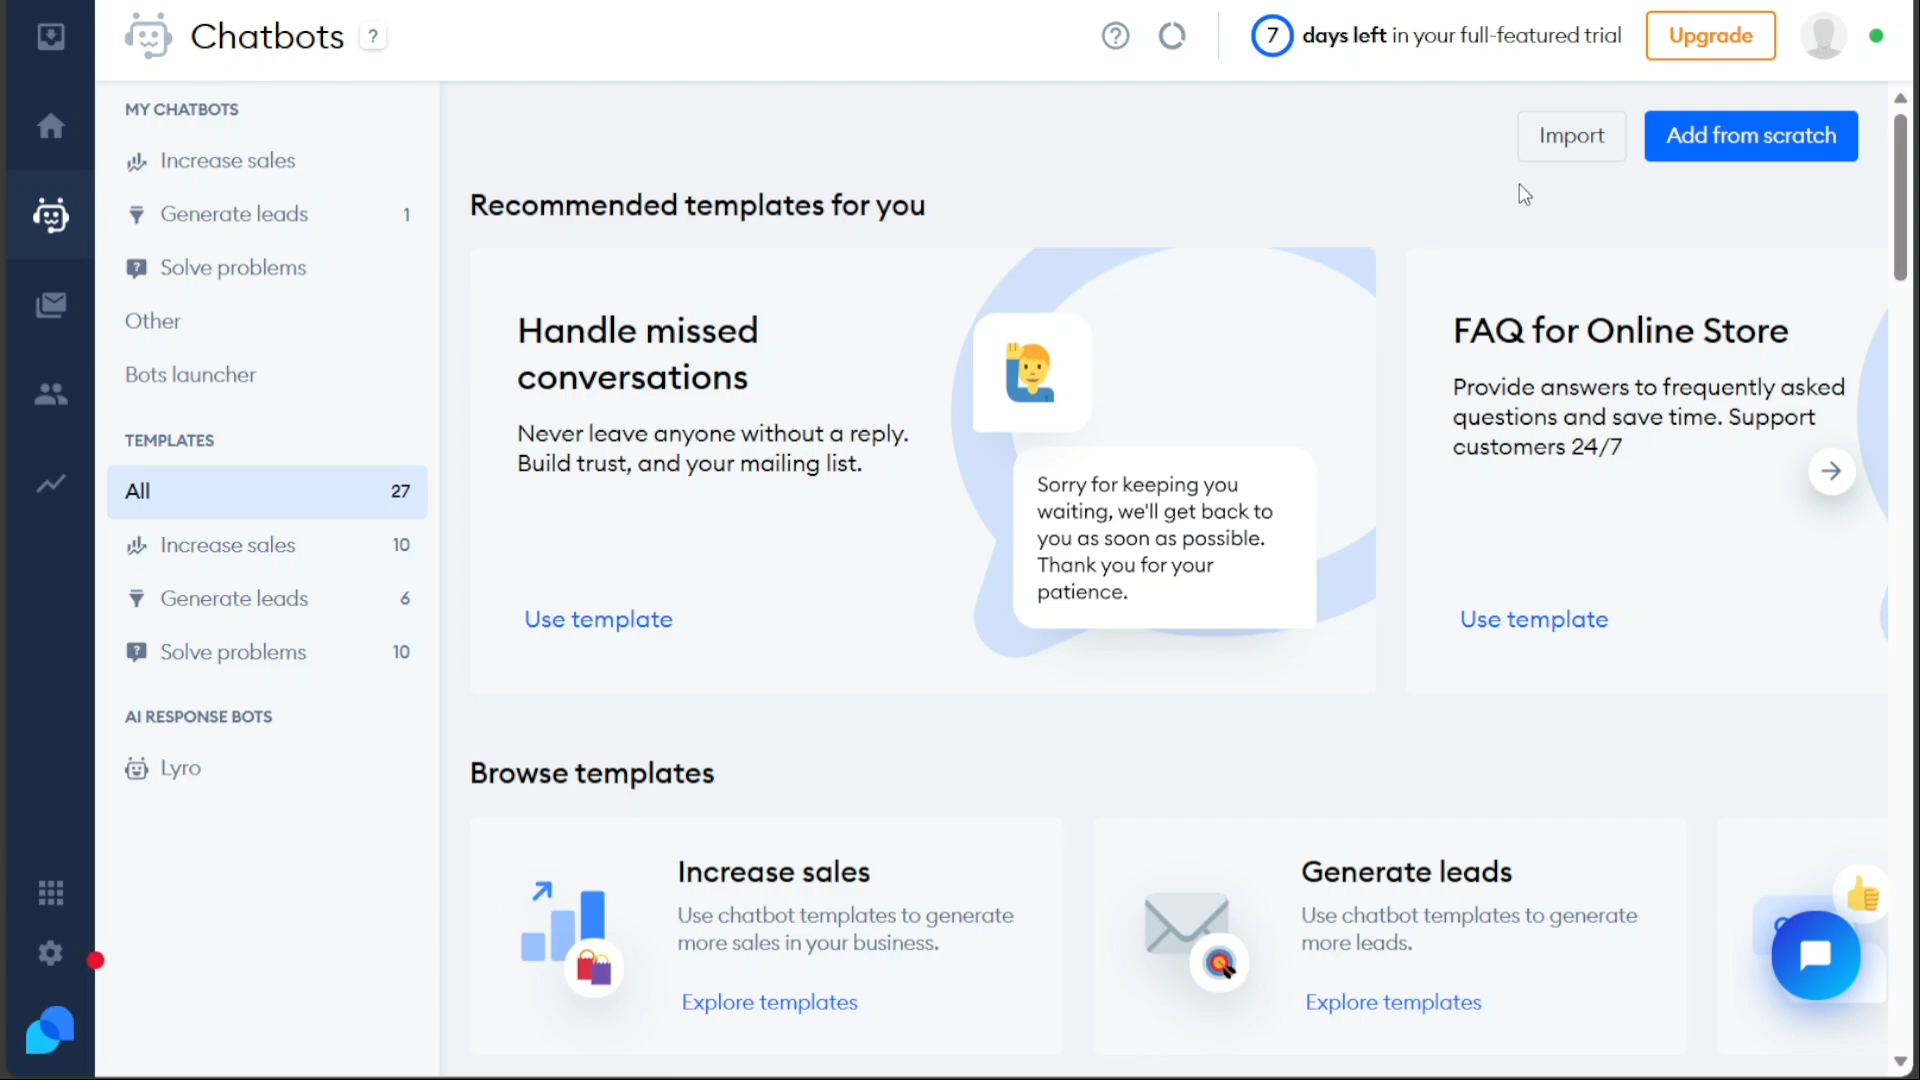 Chatbots ?
7 days left in your full-featured trial
Upgrade
MY CHATBOTS
Increase sales
Generate leads 1
Solve problems
Other
Bots launcher
TEMPLATES
All 27
Increase sales 10
Generate leads 6
Solve problems 10
AI RESPONSE BOTS
Lyro
Import
Add from scratch
Recommended templates for you
Handle missed
conversations
Never leave anyone without a reply.
Build trust, and your mailing list.
Use template
Sorry for keeping you
waiting, we'll get back to
you as soon as possible.
Thank you for your
patience.
FAQ for Online Store
Provide answers to frequently asked
questions and save time. Support
customers 24/7
Use template
Browse templates
Increase sales
Use chatbot templates to generate
more sales in your business.
Explore templates
Generate leads
Use chatbot templates to generate
more leads.
Explore templates